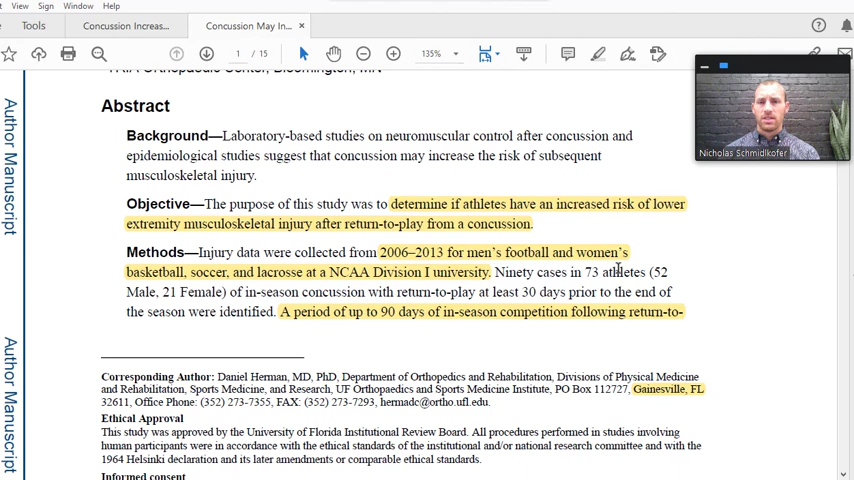 Sign Window Help
Tools Concussion Increas... Concussion May In... ×
1 / 15 135%
Nicholas Schmidlkofer
Abstract
Background—Laboratory-based studies on neuromuscular control after concussion and
epidemiological studies suggest that concussion may increase the risk of subsequent
musculoskeletal injury.
Objective—The purpose of this study was to determine if athletes have an increased risk of lower
extremity musculoskeletal injury after return-to-play from a concussion.
Methods—Injury data were collected from 2006–2013 for men's football and women's
basketball, soccer, and lacrosse at a NCAA Division I university. Ninety cases in 73 athletes (52
Male, 21 Female) of in-season concussion with return-to-play at least 30 days prior to the end of
the season were identified. A period of up to 90 days of in-season competition following return-to-
Corresponding Author: Daniel Herman, MD, PhD, Department of Orthopedics and Rehabilitation, Divisions of Physical Medicine
and Rehabilitation, Sports Medicine, and Research, UF Orthopaedics and Sports Medicine Institute, PO Box 112727, Gainesville, FL
32611, Office Phone: (352) 273-7355, FAX: (352) 273-7293, hermadc@ortho.ufl.edu.
Ethical Approval
This study was approved by the University of Florida Institutional Review Board. All procedures performed in studies involving
human participants were in accordance with the ethical standards of the institutional and/or national research committee and with the
1964 Helsinki declaration and its later amendments or comparable ethical standards.
Informed consent
Author Manuscript
Author Manuscript